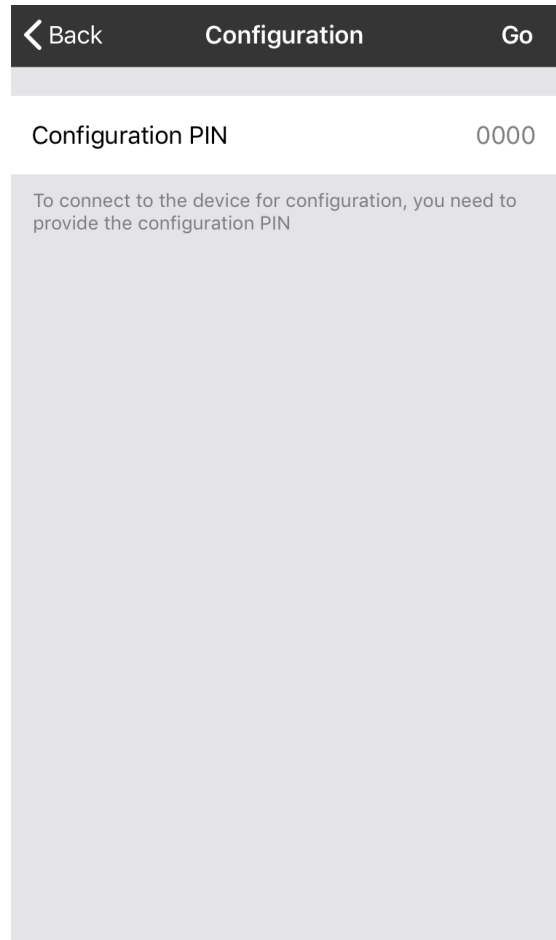 Back Configuration Go
Configuration PIN 0000
To connect to the device for configuration, you need to
provide the configuration PIN